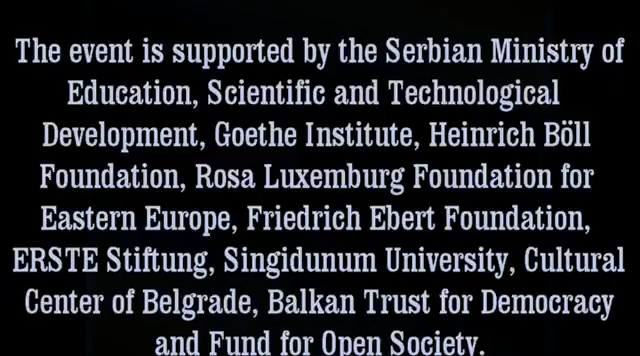 The event is supported by the Serbian Ministry of
Education, Scientific and Technological
Development, Goethe Institute, Heinrich Böll
Foundation, Rosa Luxemburg Foundation for
Eastern Europe, Friedrich Ebert Foundation,
ERSTE Stiftung, Singidunum University, Cultural
Center of Belgrade, Balkan Trust for Democracy
and Fund for Open Society.